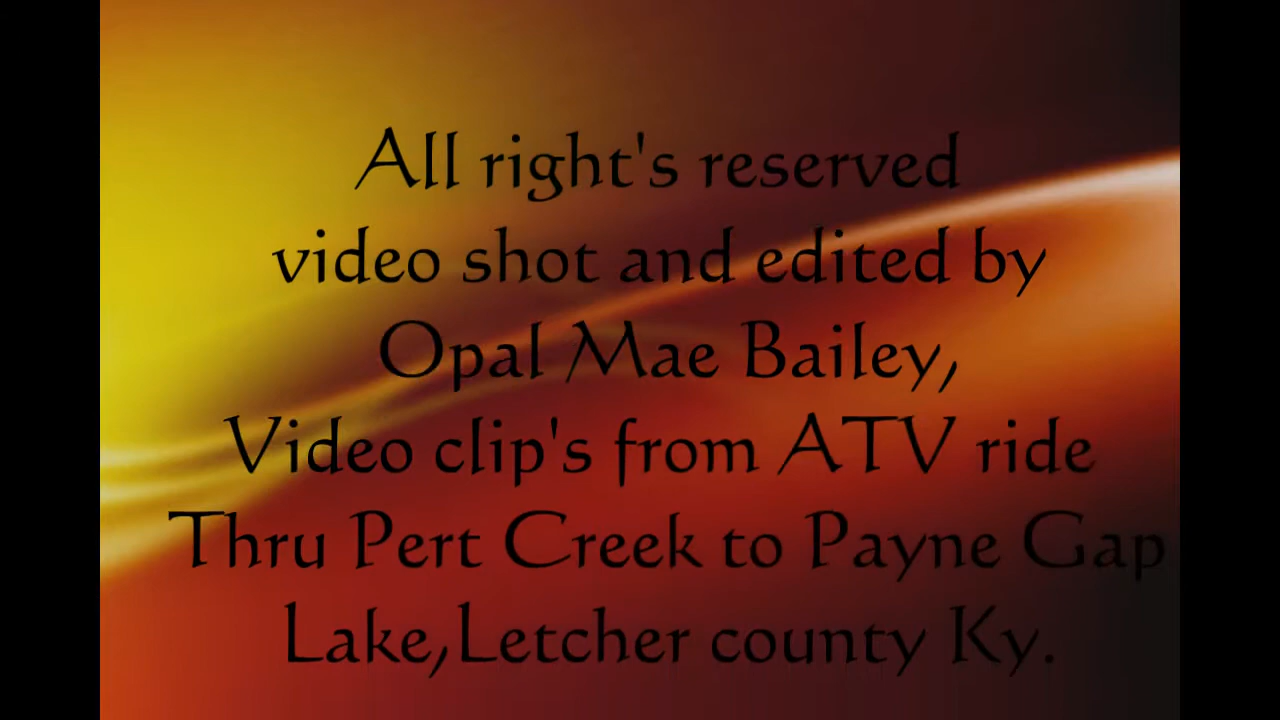 All right's reserved
video shot and edited by
Opal Mae Bailey,
Video clip's from ATV ride
Thru Pert Creek to Payne Gap
Lake,Letcher county Ky.